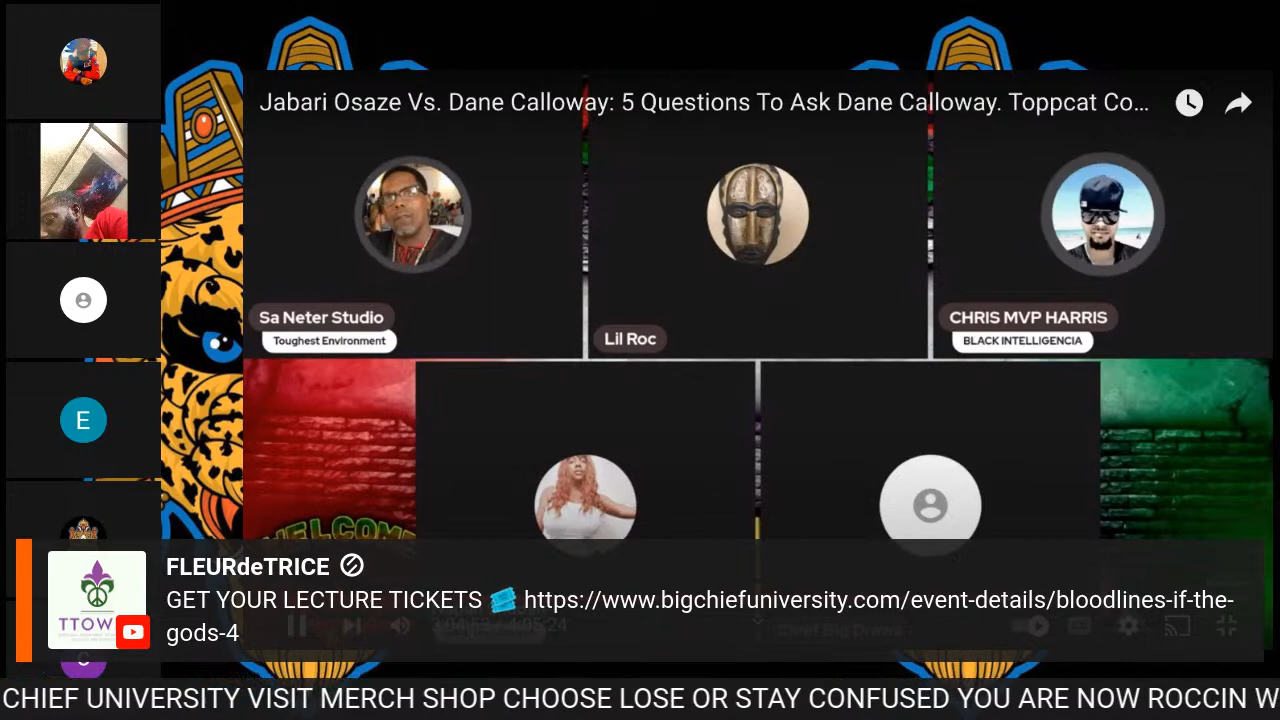 Jabari Osaze Vs. Dane Calloway: 5 Questions To Ask Dane Calloway. Toppcat Co...
Sa Neter Studio
Toughest Environment
Lil Roc
CHRIS MVP HARRIS
BLACK INTELLIGENCIA
E
WELCOME
FLEURdeTRICE
GET YOUR LECTURE TICKETS 🎟️ https://www.bigchiefuniversity.com/event-details/bloodlines-if-the-
gods-4
TTOW
CHIEF UNIVERSITY VISIT MERCH SHOP CHOOSE LOSE OR STAY CONFUSED YOU ARE NOW ROCCIN W